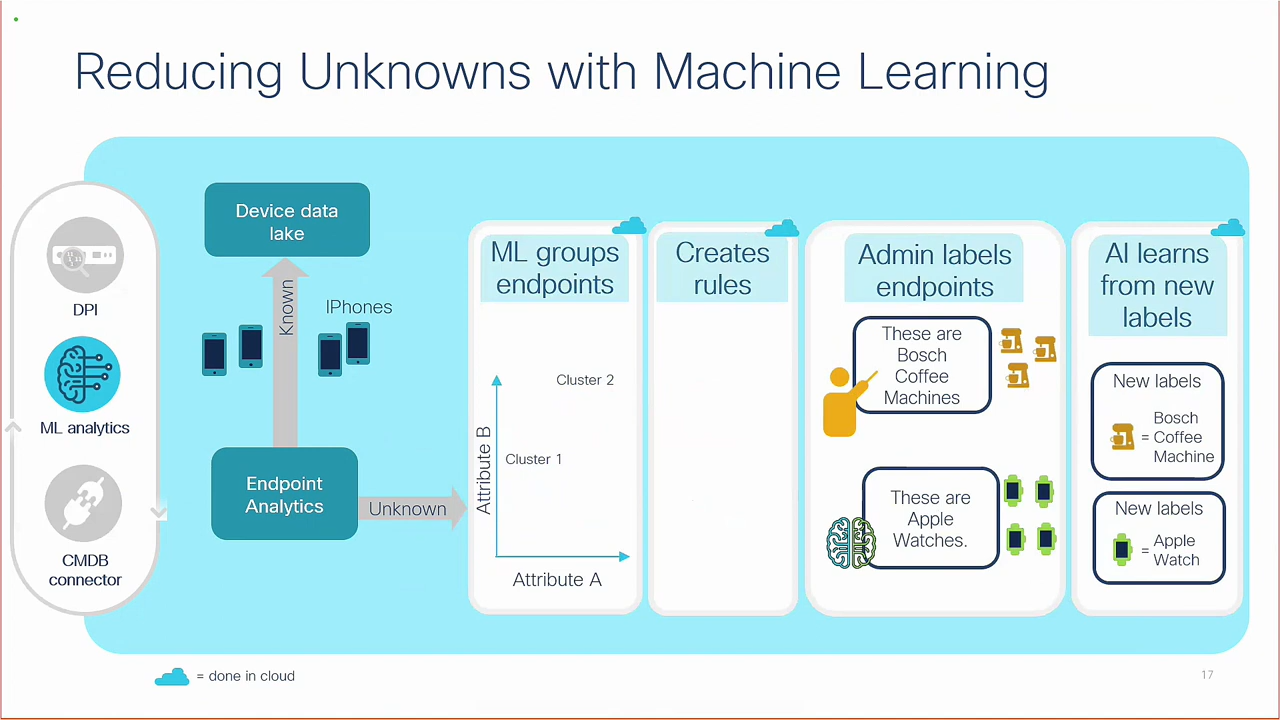 Reducing Unknowns with Machine Learning
DPI
ML analytics
CMDB
connector
Device data
lake
Known
IPhones
Endpoint
Analytics
Unknown
ML groups
endpoints
Cluster 2
Cluster 1
Attribute B
Attribute A
Creates
rules
Admin labels
endpoints
These are
Bosch
Coffee
Machines
These are
Apple
Watches.
AI learns
from new
labels
New labels
= Bosch
Coffee
Machine
New labels
= Apple
Watch
= done in cloud
17